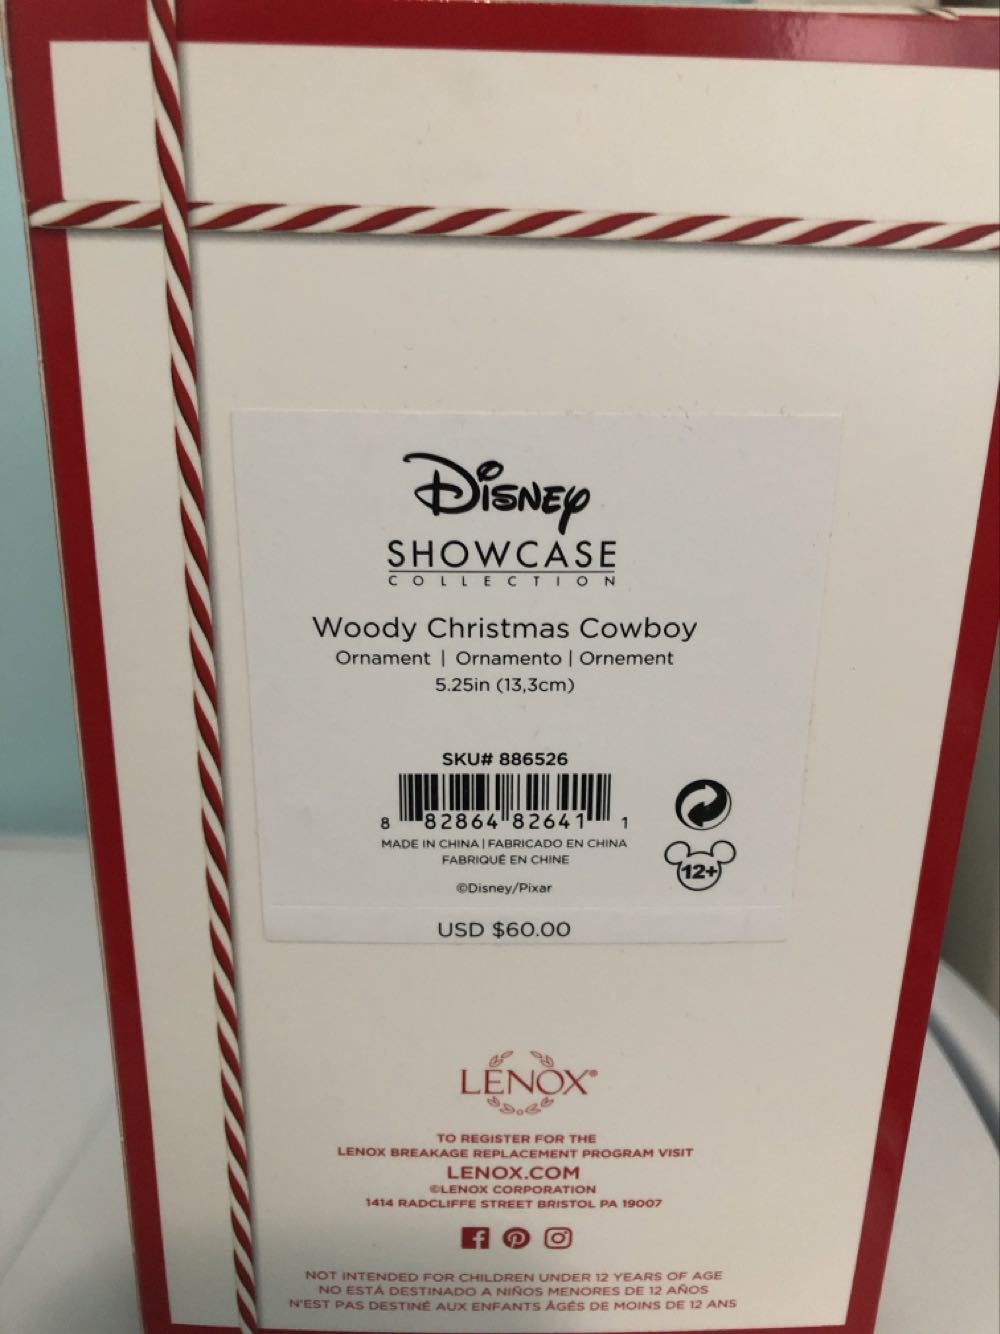 Disney
SHOWCASE
COLLECTION
Woody Christmas Cowboy
Ornament | Ornamento | Ornement
5.25in (13,3cm)
SKU# 886526
8 82864 82641 1
MADE IN CHINA | FABRICADO EN CHINA
FABRIQUÉ EN CHINE
12+
©Disney/Pixar
USD $60.00
LENOX®
TO REGISTER FOR THE
LENOX BREAKAGE REPLACEMENT PROGRAM VISIT
LENOX.COM
©LENOX CORPORATION
1414 RADCLIFFE STREET BRISTOL PA 19007
NOT INTENDED FOR CHILDREN UNDER 12 YEARS OF AGE
NO ESTÁ DESTINADO A NIÑOS MENORES DE 12 AÑOS
N'EST PAS DESTINÉ AUX ENFANTS ÂGÉS DE MOINS DE 12 ANS